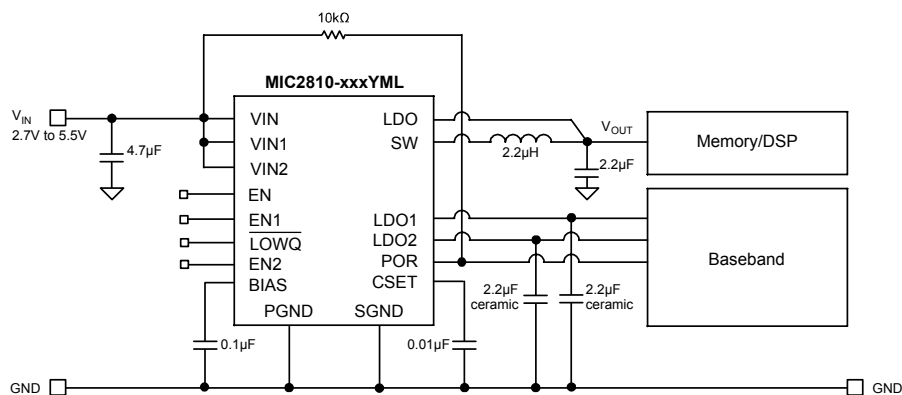 10kΩ
MIC2810-xxxYML
VIN
2.7V to 5.5V
4.7µF
VIN
VIN1
VIN2
EN
EN1
LOWQ
EN2
BIAS
PGND
SGND
LDO
SW
LDO1
LDO2
POR
CSET
2.2µH
VOUT
2.2µF
Memory/DSP
Baseband
2.2µF
ceramic
2.2µF
ceramic
0.1µF
0.01µF
GND
GND